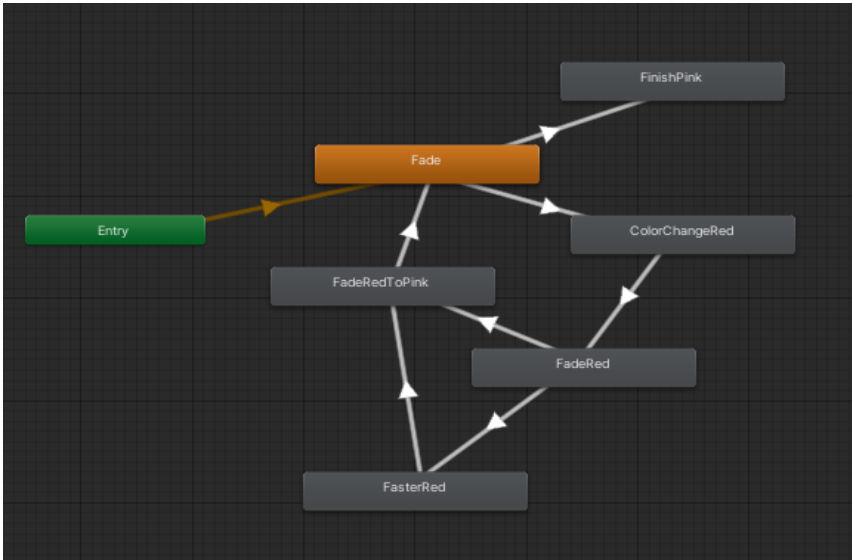 FinishPink
Fade
Entry
ColorChangeRed
FadeRedToPink
FadeRed
FasterRed